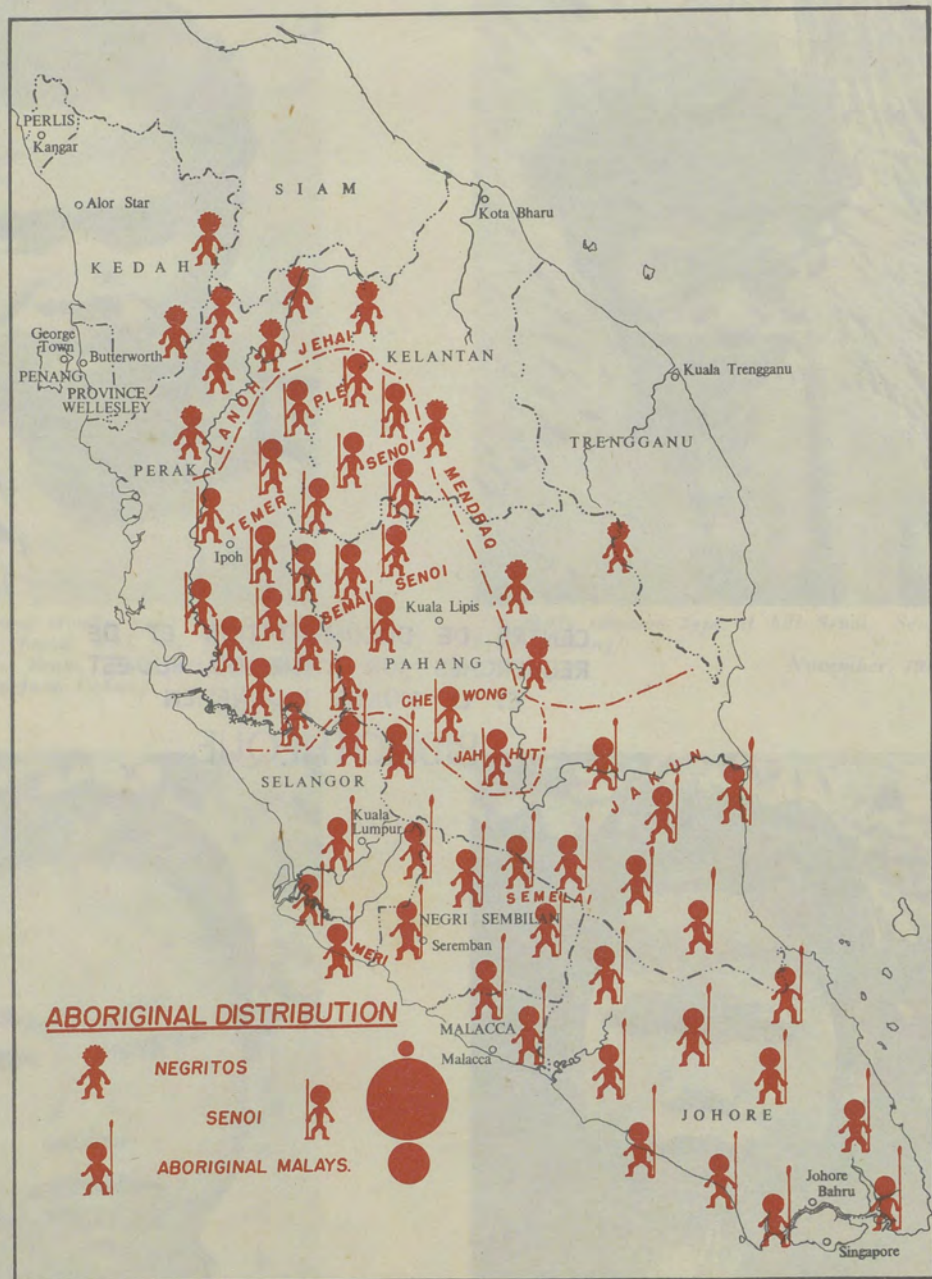 PERLIS
Kangar
SIAM
Alor Star
Kota Bharu
KEDAH
George
Town
Butterworth
JEHAI
KELANTAN
PENANG
PROVINCE
WELLESLEY
Kuala Trengganu
LANOH
PLE
PERAK
SENOI
TRENGGANU
MENDRAQ
TEMER
Ipoh
SENOI
SEMAI
Kuala Lipis
PAHANG
CHE WONG
JAH HUT
SELANGOR
JAKUN
Kuala
Lumpur
SEMELAI
NEGRI SEMBILAN
Seremban
MERI
MALACCA
Malacca
JOHORE
Johore
Bahru
Singapore
ABORIGINAL DISTRIBUTION
NEGRITOS
SENOI
ABORIGINAL MALAYS.